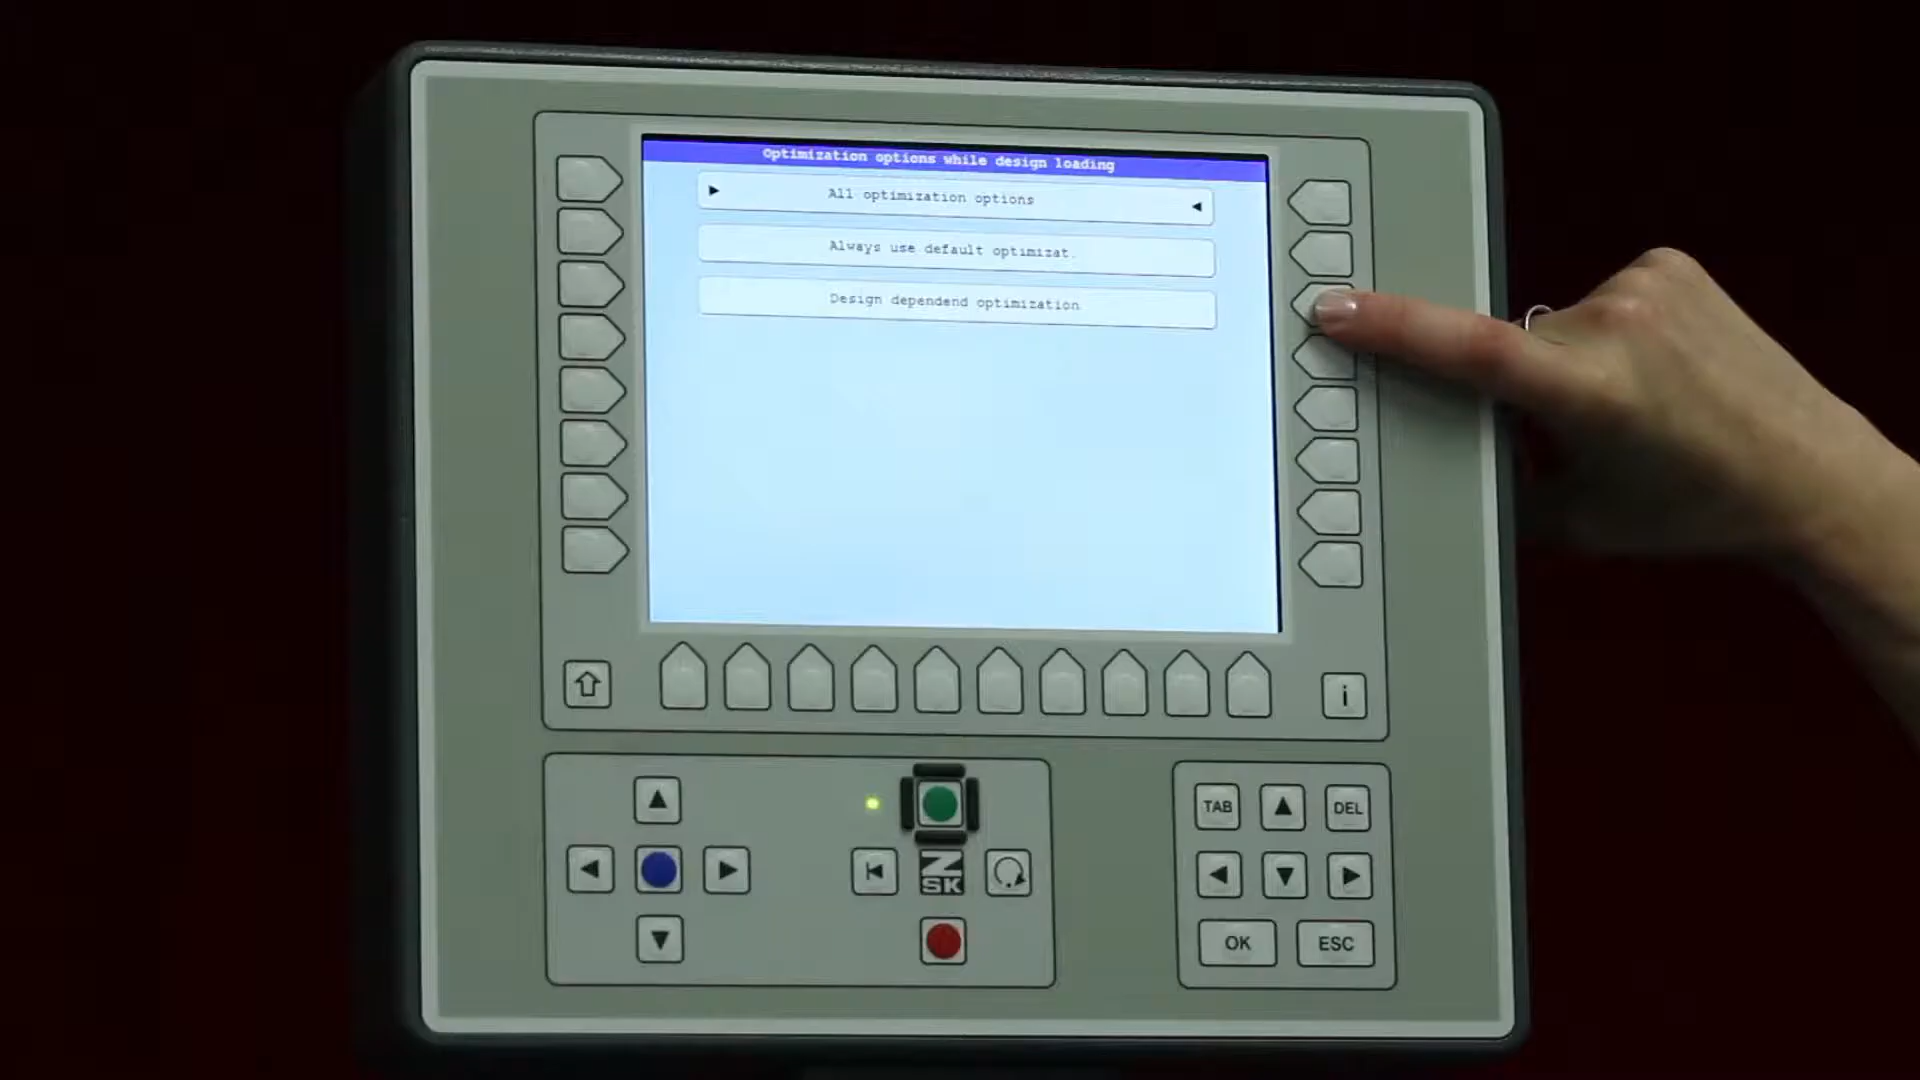 Optimization options while design loading
All optimization options
Always use default optimizat.
Design dependend optimization
i
TAB
DEL
Z
SK
OK
ESC